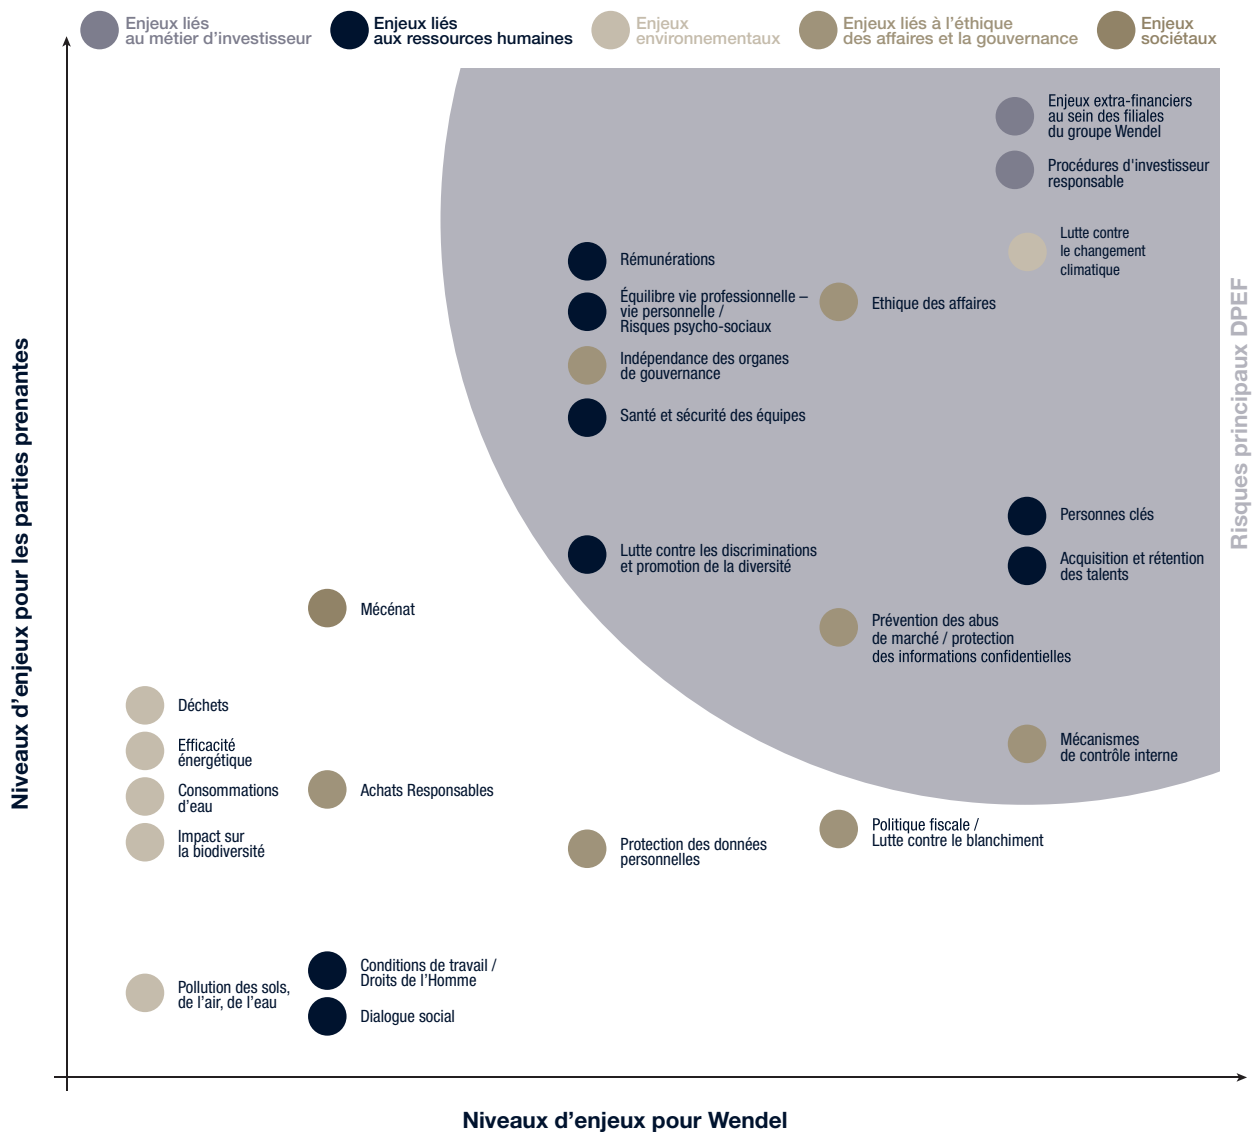 Enjeux liés
au métier d’investisseur
Enjeux liés
aux ressources humaines
Enjeux
environnementaux
Enjeux liés à l’éthique
des affaires et la gouvernance
Enjeux
sociétaux
Niveaux d’enjeux pour les parties prenantes
Enjeux extra-financiers
au sein des filiales
du groupe Wendel
Procédures d'investisseur
responsable
Lutte contre
le changement
climatique
Rémunérations
Équilibre vie professionnelle –
vie personnelle /
Risques psycho-sociaux
Ethique des affaires
Indépendance des organes
de gouvernance
Santé et sécurité des équipes
Risques principaux DPEF
Personnes clés
Lutte contre les discriminations
et promotion de la diversité
Acquisition et rétention
des talents
Mécénat
Prévention des abus
de marché / protection
des informations confidentielles
Déchets
Efficacité
énergétique
Mécanismes
de contrôle interne
Consommations
d’eau
Achats Responsables
Impact sur
la biodiversité
Protection des données
personnelles
Politique fiscale /
Lutte contre le blanchiment
Pollution des sols,
de l’air, de l’eau
Conditions de travail /
Droits de l’Homme
Dialogue social
Niveaux d’enjeux pour Wendel